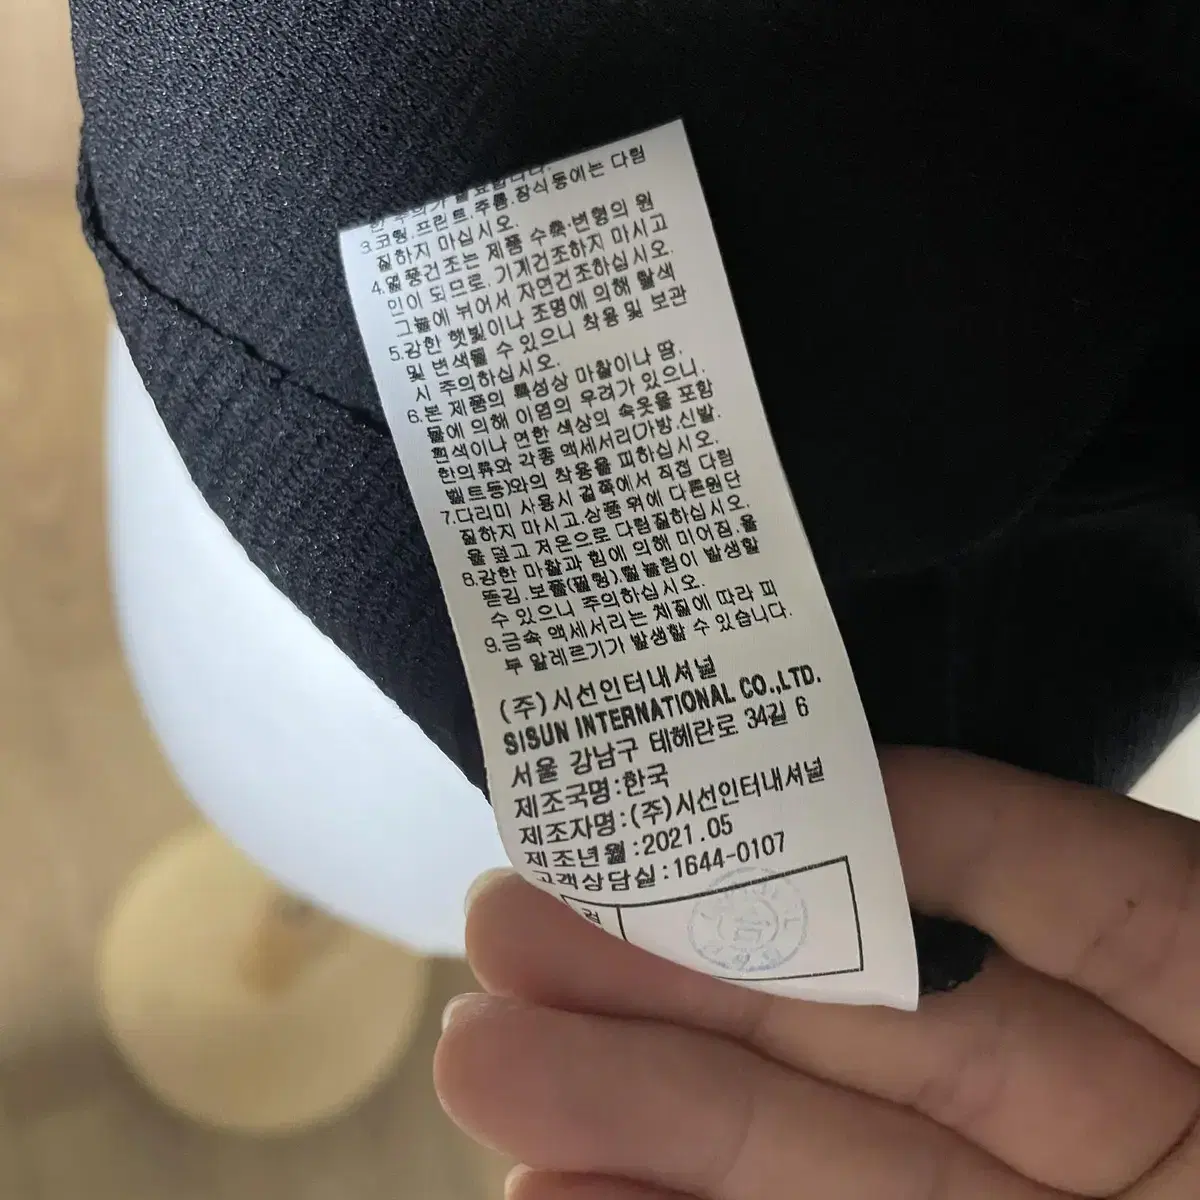 한 주의가 필요합니다.
3.코팅.프린트.주름.장식등에는 다림
질하지 마십시오.
4.열풍건조는 제품 수축·변형의 원
인이 되므로.기계건조하지 마시고
그늘에 뉘어서 자연건조하십시오.
5.강한 햇빛이나 조명에 의해 탈색
및 변색될 수 있으니 착용 및 보관
시 주의하십시오.
6.본 제품의 특성상 마찰이나 땀.
물에 의해 이염의 우려가 있으니.
흰색이나 연한 색상의 속옷을 포함
한의류와 각종 액세서리(가방.신발.
벨트등)와의 착용을 피하십시오.
7.다리미 사용시 겉쪽에서 직접 다림
질하지 마시고.상품 위에 다른원단
을 덮고 저온으로 다림질하십시오.
8.강한 마찰과 힘에 의해 미어짐.올
뜯김.보풀(필링).털눌림이 발생할
수 있으니 주의하십시오.
9.금속 액세서리는 체질에 따라 피
부 알레르기가 발생할 수 있습니다.
(주)시선인터내셔널
SISUN INTERNATIONAL CO.,LTD.
서울 강남구 테헤란로 34길 6
제조국명:한국
제조자명:(주)시선인터내셔널
제조년월:2021.05
고객상담실:1644-0107
검